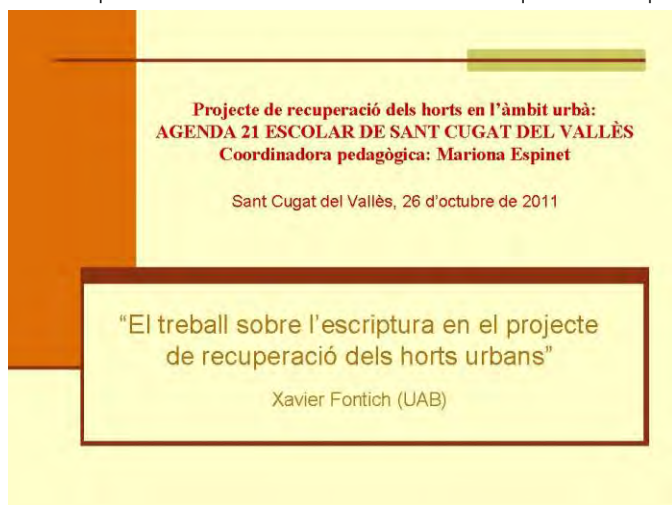 Projecte de recuperació dels horts en l’àmbit urbà:
AGENDA 21 ESCOLAR DE SANT CUGAT DEL VALLÈS
Coordinadora pedagògica: Mariona Espinet
Sant Cugat del Vallès, 26 d’octubre de 2011
“El treball sobre l’escriptura en el projecte
de recuperació dels horts urbans”
Xavier Fontich (UAB)